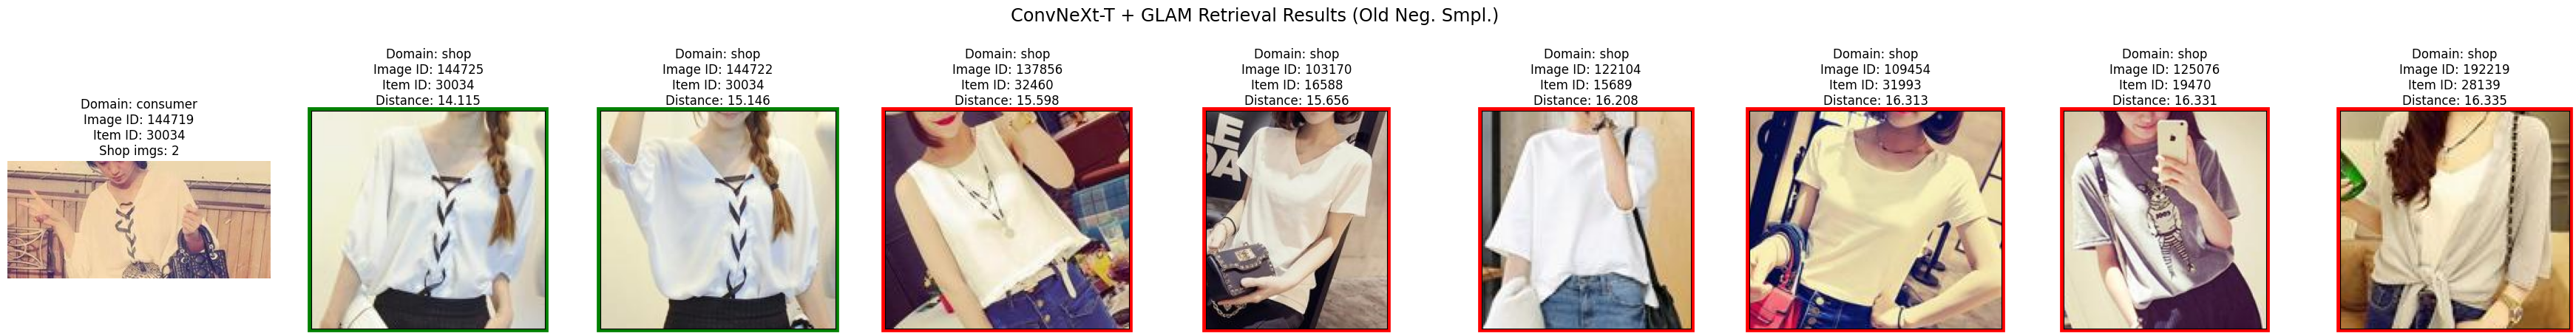 ConvNeXt-T + GLAM Retrieval Results (Old Neg. Smpl.)
Domain: consumer
Image ID: 144719
Item ID: 30034
Shop imgs: 2
Domain: shop
Image ID: 144725
Item ID: 30034
Distance: 14.115
Domain: shop
Image ID: 144722
Item ID: 30034
Distance: 15.146
Domain: shop
Image ID: 137856
Item ID: 32460
Distance: 15.598
Domain: shop
Image ID: 103170
Item ID: 16588
Distance: 15.656
LE
DA
Domain: shop
Image ID: 122104
Item ID: 15689
Distance: 16.208
Domain: shop
Image ID: 109454
Item ID: 31993
Distance: 16.313
Domain: shop
Image ID: 125076
Item ID: 19470
Distance: 16.331
Domain: shop
Image ID: 192219
Item ID: 28139
Distance: 16.335